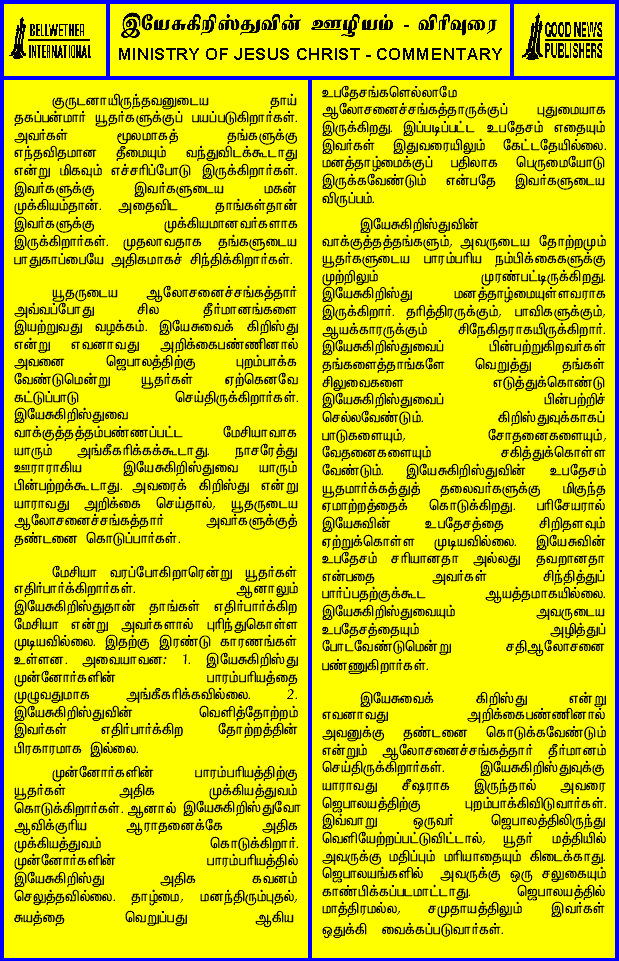 BELLWETHER
INTERNATIONAL
இயேசுகிறிஸ்துவின் ஊழியம் - விரிவுரை
MINISTRY OF JESUS CHRIST - COMMENTARY
GOOD NEWS
PUBLISHERS
குருடனாயிருந்தவனுடைய தாய்
தகப்பன்மார் யூதர்களுக்குப் பயப்படுகிறார்கள்.
அவர்கள் மூலமாகத் தங்களுக்கு
எந்தவிதமான தீமையும் வந்துவிடக்கூடாது
என்று மிகவும் எச்சரிப்போடு இருக்கிறார்கள்.
இவர்களுக்கு இவர்களுடைய மகன்
முக்கியம்தான். அதைவிட தாங்கள்தான்
இவர்களுக்கு முக்கியமானவர்களாக
இருக்கிறார்கள். முதலாவதாக தங்களுடைய
பாதுகாப்பையே அதிகமாகச் சிந்திக்கிறார்கள்.
யூதருடைய ஆலோசனைச்சங்கத்தார்
அவ்வப்போது சில தீர்மானங்களை
இயற்றுவது வழக்கம். இயேசுவைக் கிறிஸ்து
என்று எவனாவது அறிக்கைபண்ணினால்
அவனை ஜெபாலத்திற்கு புறம்பாக்க
வேண்டுமென்று யூதர்கள் ஏற்கெனவே
கட்டுப்பாடு செய்திருக்கிறார்கள்.
இயேசுகிறிஸ்துவை
வாக்குத்தத்தம்பண்ணப்பட்ட மேசியாவாக
யாரும் அங்கீகரிக்கக்கூடாது. நாசரேத்து
ஊராராகிய இயேசுகிறிஸ்துவை யாரும்
பின்பற்றக்கூடாது. அவரைக் கிறிஸ்து என்று
யாராவது அறிக்கை செய்தால், யூதருடைய
ஆலோசனைச்சங்கத்தார் அவர்களுக்குத்
தண்டனை கொடுப்பார்கள்.
மேசியா வரப்போகிறாரென்று யூதர்கள்
எதிர்பார்க்கிறார்கள். ஆனாலும்
இயேசுகிறிஸ்துதான் தாங்கள் எதிர்பார்க்கிற
மேசியா என்று அவர்களால் புரிந்துகொள்ள
முடியவில்லை. இதற்கு இரண்டு காரணங்கள்
உள்ளன. அவையாவன: 1. இயேசுகிறிஸ்து
முன்னோர்களின் பாரம்பரியத்தை
முழுவதுமாக அங்கீகரிக்கவில்லை. 2.
இயேசுகிறிஸ்துவின் வெளித்தோற்றம்
இவர்கள் எதிர்பார்க்கிற தோற்றத்தின்
பிரகாரமாக இல்லை.
முன்னோர்களின் பாரம்பரியத்திற்கு
யூதர்கள் அதிக முக்கியத்துவம்
கொடுக்கிறார்கள். ஆனால் இயேசுகிறிஸ்துவோ
ஆவிக்குரிய ஆராதனைக்கே அதிக
முக்கியத்துவம் கொடுக்கிறார்.
முன்னோர்களின் பாரம்பரியத்தில்
இயேசுகிறிஸ்து அதிக கவனம்
செலுத்தவில்லை. தாழ்மை, மனந்திரும்புதல்,
சுயத்தை வெறுப்பது ஆகிய
உபதேசங்களெல்லாமே
ஆலோசனைச்சங்கத்தாருக்குப் புதுமையாக
இருக்கிறது. இப்படிப்பட்ட உபதேசம் எதையும்
இவர்கள் இதுவரையிலும் கேட்டதேயில்லை.
மனத்தாழ்மைக்குப் பதிலாக பெருமையோடு
இருக்கவேண்டும் என்பதே இவர்களுடைய
விருப்பம்.
இயேசுகிறிஸ்துவின்
வாக்குத்தத்தங்களும், அவருடைய தோற்றமும்
யூதர்களுடைய பாரம்பரிய நம்பிக்கைகளுக்கு
முற்றிலும் முரண்பட்டிருக்கிறது.
இயேசுகிறிஸ்து மனத்தாழ்மையுள்ளவராக
இருக்கிறார். தரித்திரருக்கும், பாவிகளுக்கும்,
ஆயக்காரருக்கும் சிநேகிதராகயிருக்கிறார்.
இயேசுகிறிஸ்துவைப் பின்பற்றுகிறவர்கள்
தங்களைத்தாங்களே வெறுத்து தங்கள்
சிலுவைகளை எடுத்துக்கொண்டு
இயேசுகிறிஸ்துவைப் பின்பற்றிச்
செல்லவேண்டும். கிறிஸ்துவுக்காகப்
பாடுகளையும், சோதனைகளையும்,
வேதனைகளையும் சகித்துக்கொள்ள
வேண்டும். இயேசுகிறிஸ்துவின் உபதேசம்
யூதமார்க்கத்துத் தலைவர்களுக்கு மிகுந்த
ஏமாற்றத்தைக் கொடுக்கிறது. பரிசேயரால்
இயேசுவின் உபதேசத்தை சிறிதளவும்
ஏற்றுக்கொள்ள முடியவில்லை. இயேசுவின்
உபதேசம் சரியானதா அல்லது தவறானதா
என்பதை அவர்கள் சிந்தித்துப்
பார்ப்பதற்குக்கூட ஆயத்தமாகயில்லை.
இயேசுகிறிஸ்துவையும் அவருடைய
உபதேசத்தையும் அழித்துப்
போடவேண்டுமென்று சதிஆலோசனை
பண்ணுகிறார்கள்.
இயேசுவைக் கிறிஸ்து என்று
எவனாவது அறிக்கைபண்ணினால்
அவனுக்கு தண்டனை கொடுக்கவேண்டும்
என்றும் ஆலோசனைச்சங்கத்தார் தீர்மானம்
செய்திருக்கிறார்கள். இயேசுகிறிஸ்துவுக்கு
யாராவது சீஷராக இருந்தால் அவரை
ஜெபாலயத்திற்கு புறம்பாக்கிவிடுவார்கள்.
இவ்வாறு ஒருவர் ஜெபாலயத்திலிருந்து
வெளியேற்றப்பட்டுவிட்டால், யூதர் மத்தியில்
அவருக்கு மதிப்பும் மரியாதையும் கிடைக்காது.
ஜெபாலயங்களில் அவருக்கு ஒரு சலுகையும்
காண்பிக்கப்படமாட்டாது. ஜெபாலயத்தில்
மாத்திரமல்ல, சமுதாயத்திலும் இவர்கள்
ஒதுக்கி வைக்கப்படுவார்கள்.